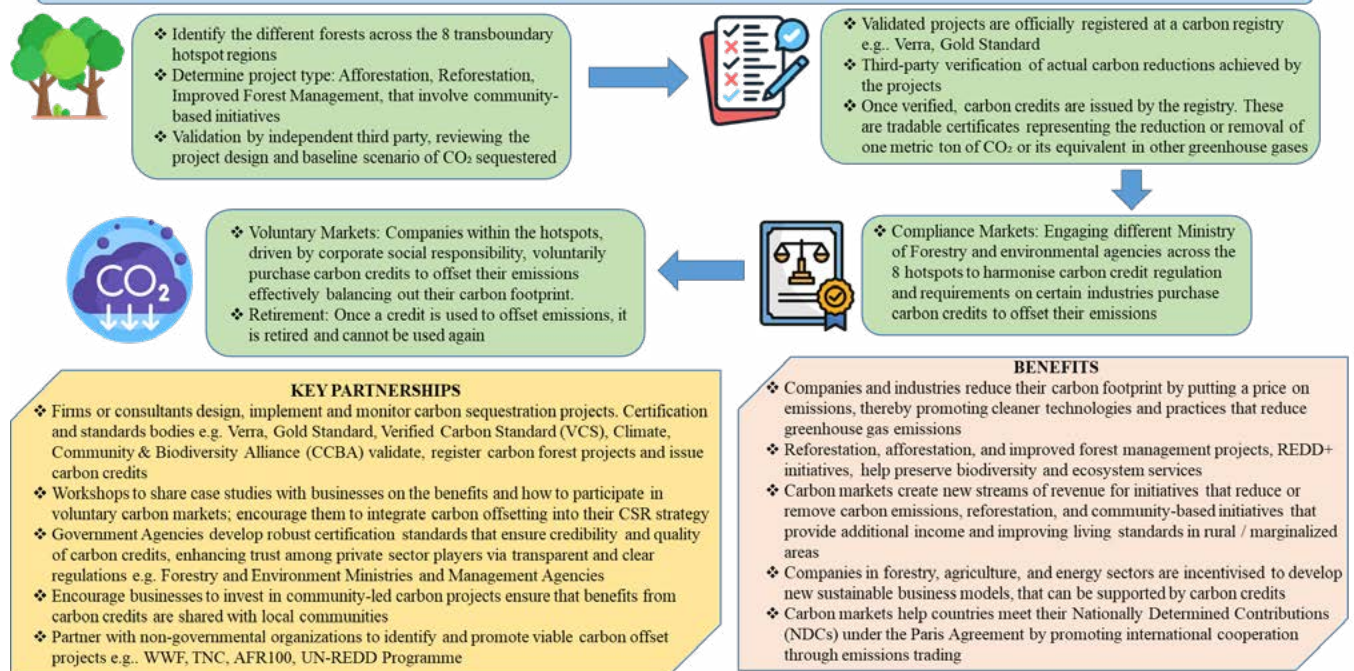 ❖ Identify the different forests across the 8 transboundary
hotspot regions
❖ Determine project type: Afforestation, Reforestation,
Improved Forest Management, that involve community-
based initiatives
❖ Validation by independent third party, reviewing the
project design and baseline scenario of CO₂ sequestered
❖ Validated projects are officially registered at a carbon registry
e.g.. Verra, Gold Standard
❖ Third-party verification of actual carbon reductions achieved by
the projects
❖ Once verified, carbon credits are issued by the registry. These
are tradable certificates representing the reduction or removal of
one metric ton of CO₂ or its equivalent in other greenhouse gases
❖ Compliance Markets: Engaging different Ministry
of Forestry and environmental agencies across the
8 hotspots to harmonise carbon credit regulation
and requirements on certain industries purchase
carbon credits to offset their emissions
❖ Voluntary Markets: Companies within the hotspots,
driven by corporate social responsibility, voluntarily
purchase carbon credits to offset their emissions
effectively balancing out their carbon footprint.
❖ Retirement: Once a credit is used to offset emissions, it
is retired and cannot be used again
CO₂
KEY PARTNERSHIPS
❖ Firms or consultants design, implement and monitor carbon sequestration projects. Certification
and standards bodies e.g. Verra, Gold Standard, Verified Carbon Standard (VCS), Climate,
Community & Biodiversity Alliance (CCBA) validate, register carbon forest projects and issue
carbon credits
❖ Workshops to share case studies with businesses on the benefits and how to participate in
voluntary carbon markets; encourage them to integrate carbon offsetting into their CSR strategy
❖ Government Agencies develop robust certification standards that ensure credibility and quality
of carbon credits, enhancing trust among private sector players via transparent and clear
regulations e.g. Forestry and Environment Ministries and Management Agencies
❖ Encourage businesses to invest in community-led carbon projects ensure that benefits from
carbon credits are shared with local communities
❖ Partner with non-governmental organizations to identify and promote viable carbon offset
projects e.g.. WWF, TNC, AFR100, UN-REDD Programme
BENEFITS
❖ Companies and industries reduce their carbon footprint by putting a price on
emissions, thereby promoting cleaner technologies and practices that reduce
greenhouse gas emissions
❖ Reforestation, afforestation, and improved forest management projects, REDD+
initiatives, help preserve biodiversity and ecosystem services
❖ Carbon markets create new streams of revenue for initiatives that reduce or
remove carbon emissions, reforestation, and community-based initiatives that
provide additional income and improving living standards in rural / marginalized
areas
❖ Companies in forestry, agriculture, and energy sectors are incentivised to develop
new sustainable business models, that can be supported by carbon credits
❖ Carbon markets help countries meet their Nationally Determined Contributions
(NDCs) under the Paris Agreement by promoting international cooperation
through emissions trading